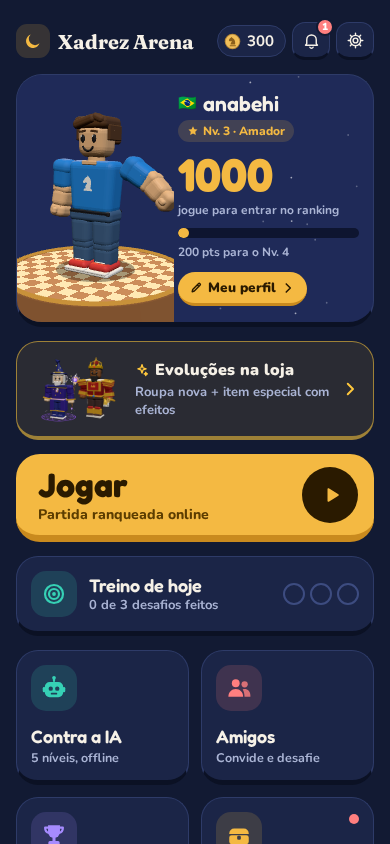 Xadrez Arena
300
1
anabehi
Nv. 3 · Amador
1000
jogue para entrar no ranking
200 pts para o Nv. 4
Meu perfil
Evoluções na loja
Roupa nova + item especial com
efeitos
Jogar
Partida ranqueada online
Treino de hoje
0 de 3 desafios feitos
Contra a IA
5 níveis, offline
Amigos
Convide e desafie